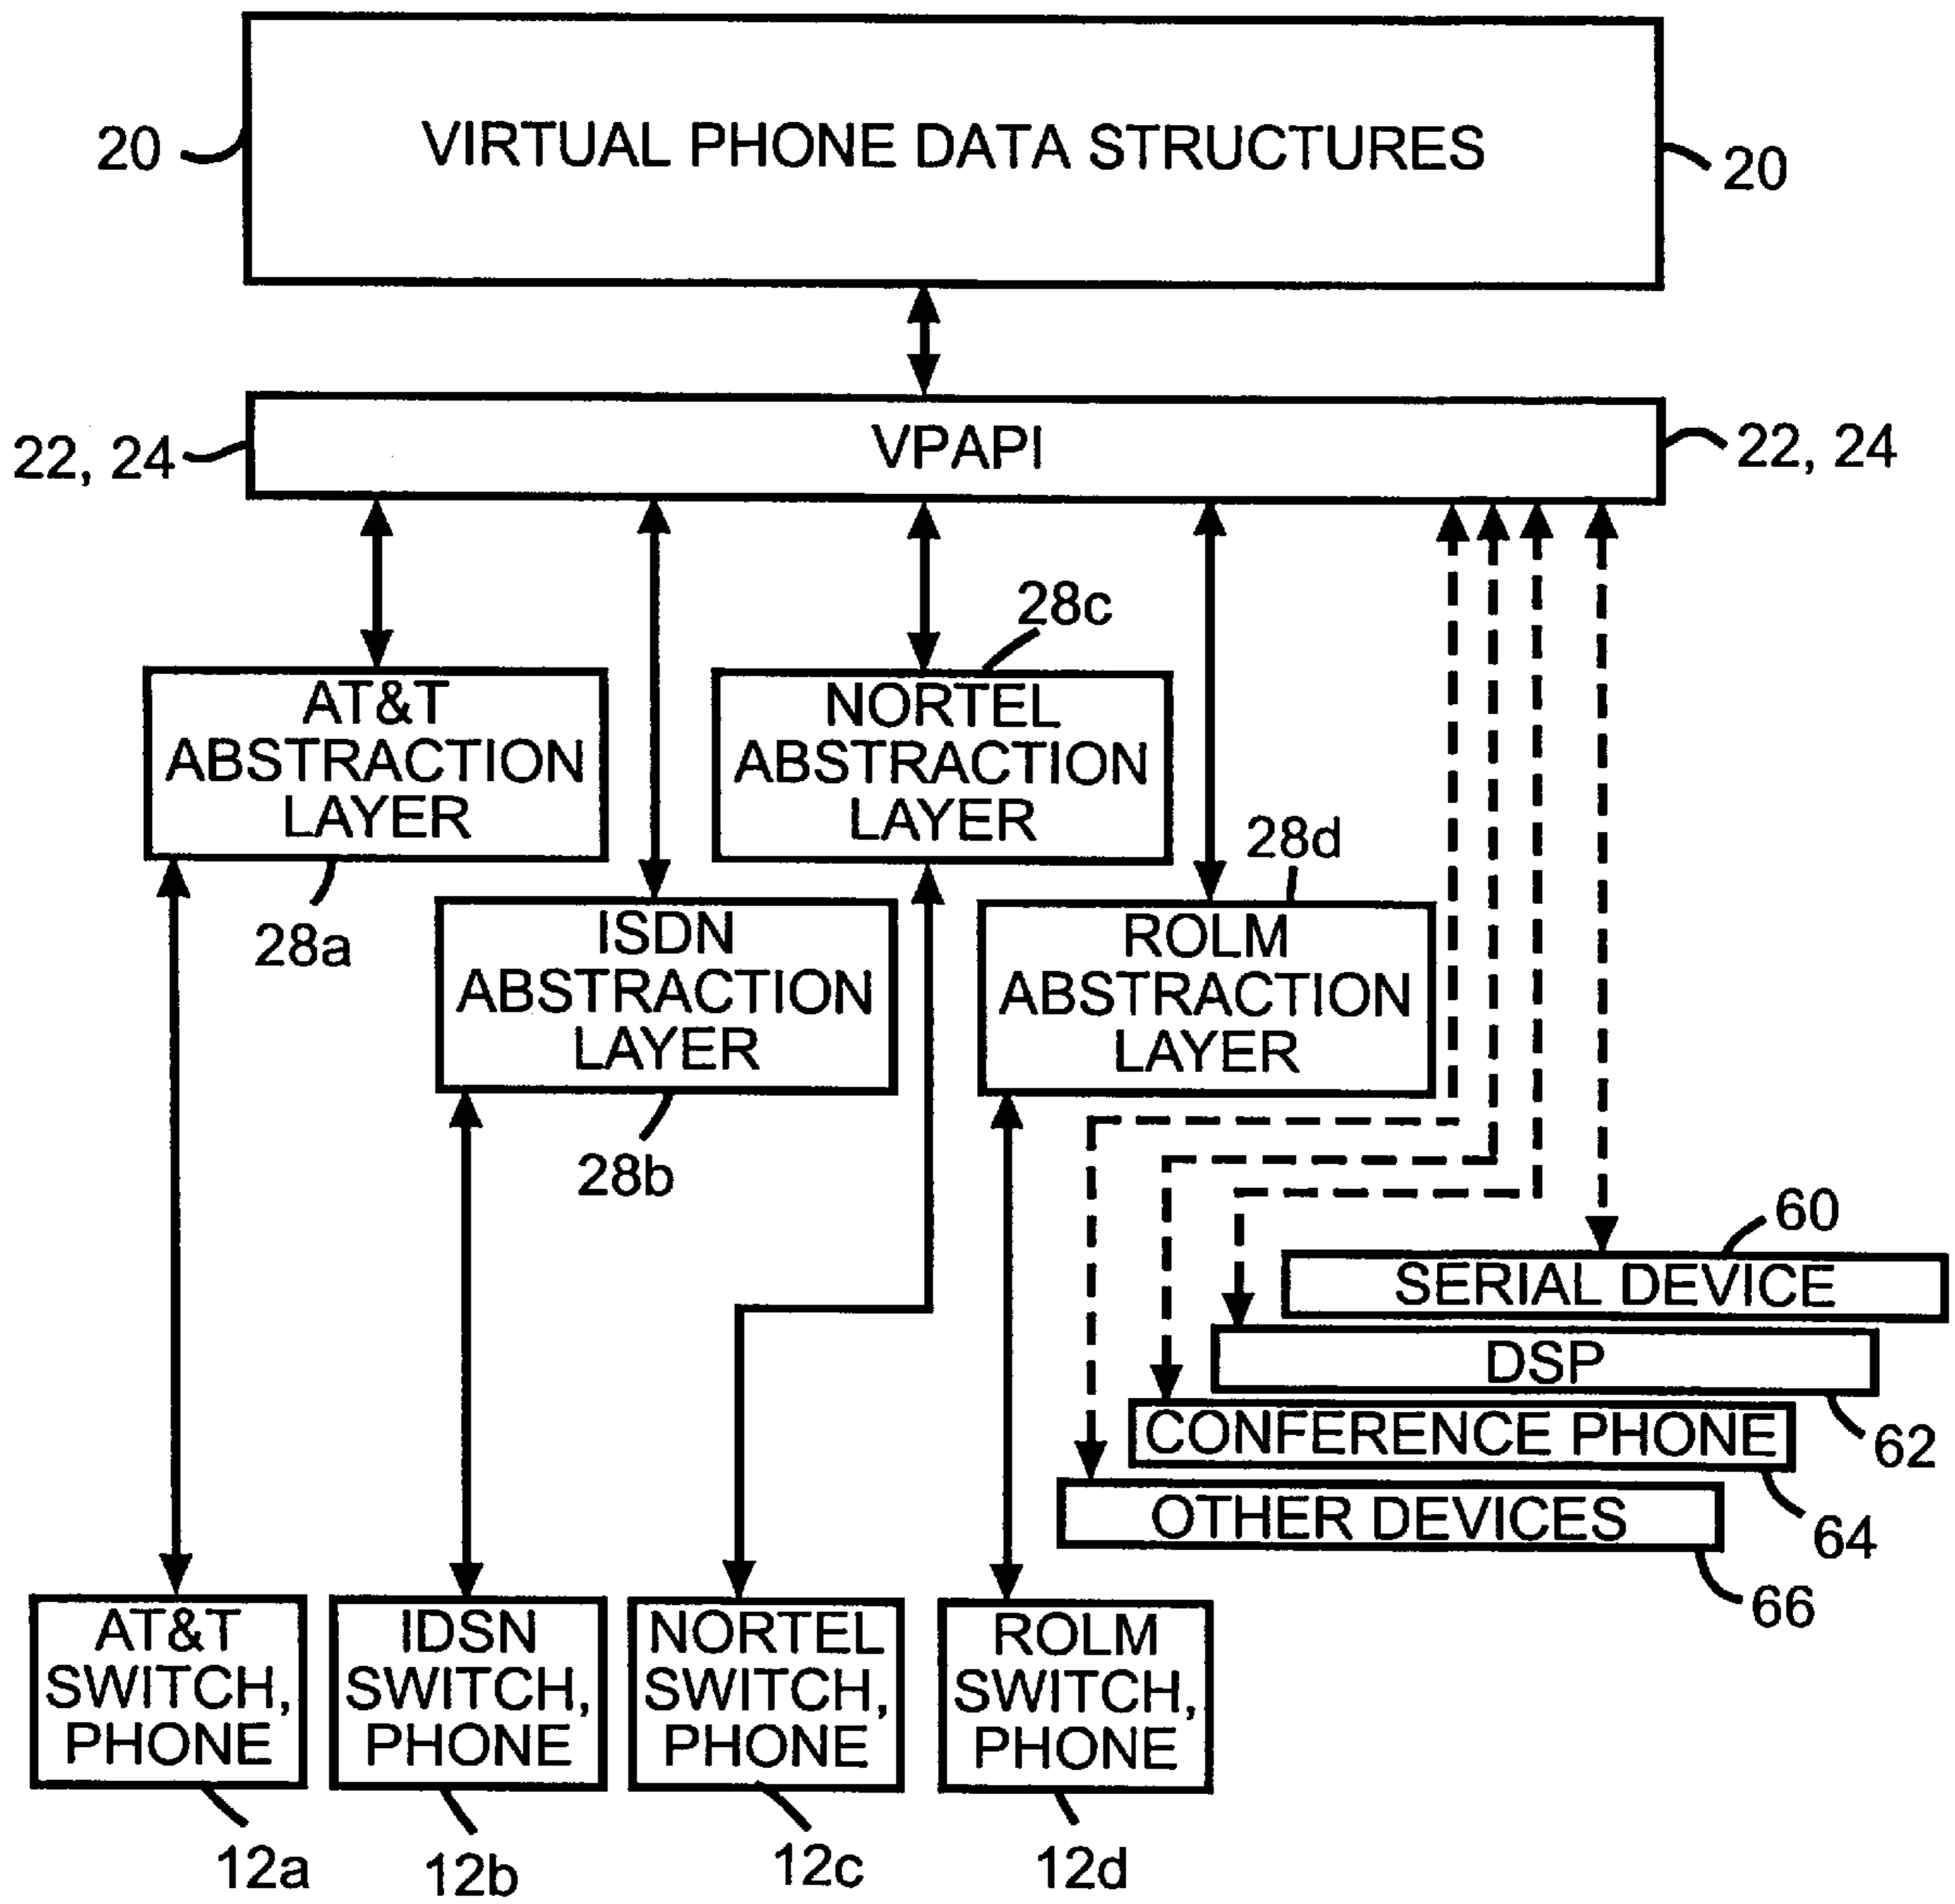 VIRTUAL PHONE DATA STRUCTURES
20
20
VPAPI
22, 24
22, 24
28c
AT&T
ABSTRACTION
LAYER
NORTEL
ABSTRACTION
LAYER
28d
28a
ISDN
ABSTRACTION
LAYER
ROLM
ABSTRACTION
LAYER
28b
60
SERIAL DEVICE
DSP
62
CONFERENCE PHONE
64
OTHER DEVICES
66
AT&T
SWITCH,
PHONE
IDSN
SWITCH,
PHONE
NORTEL
SWITCH,
PHONE
ROLM
SWITCH,
PHONE
12a
12b
12c
12d